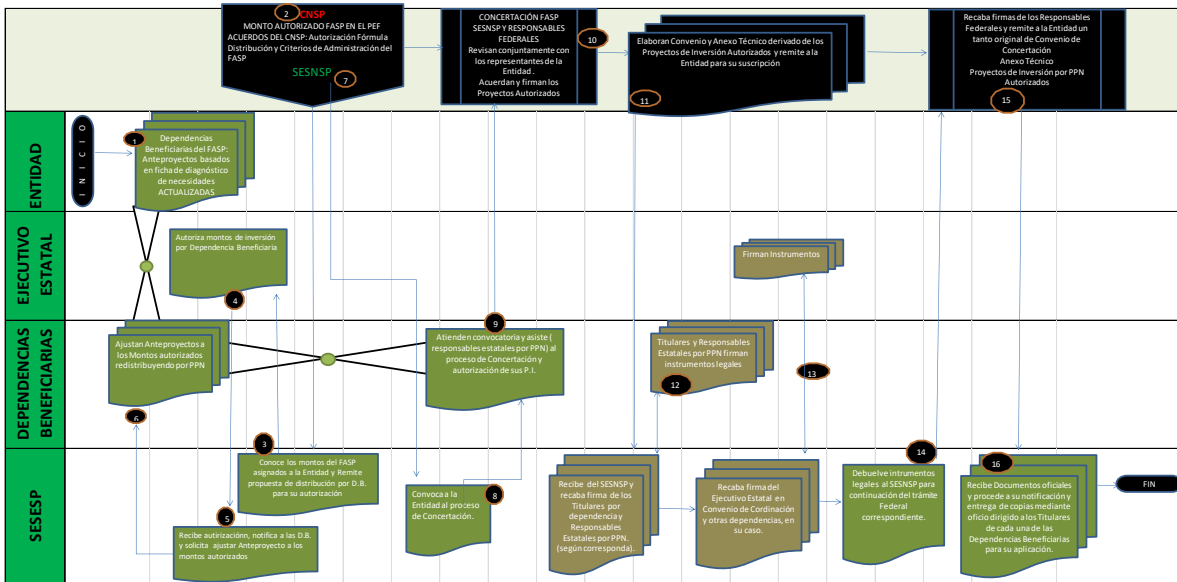 2
CNSP
MONTO AUTORIZADO FASP EN EL PEF
ACUERDOS DEL CNSP: Autorización Fórmula
Distribución y Criterios de Administración del
FASP
SESNSP
7
CONCERTACIÓN FASP
SESNSP Y RESPONSABLES
FEDERALES
Revisan conjuntamente con
los representantes de la
Entidad .
Acuerdan y firman los
Proyectos Autorizados
10
Elaboran Convenio y Anexo Técnico derivado de los
Proyectos de Inversión Autorizados y remite a la
Entidad para su suscripción
11
Recaba firmas de los Responsables
Federales y remite a la Entidad un
tanto original de Convenio de
Concertación
Anexo Técnico
Proyectos de Inversión por PPN
Autorizados
15
ENTIDAD
INICIO
1
Dependencias
Beneficiarias del FASP:
Anteproyectos basados
en ficha de diagnóstico
de necesidades
ACTUALIZADAS
EJECUTIVO
ESTATAL
Autoriza montos de inversión
por Dependencia Beneficiaria
4
Firman Instrumentos
DEPENDENCIAS
BENEFICIARIAS
Ajustan Anteproyectos a
los Montos autorizados
redistribuyendo por PPN
6
9
Atienden convocatoria y asiste (
responsables estatales por PPN) al
proceso de Concertación y
autorización de sus P.I.
Titulares y Responsables
Estatales por PPN firman
instrumentos legales
12
13
SESESP
3
Conoce los montos del FASP
asignados a la Entidad y Remite
propuesta de distribución por D.B.
para su autorización
5
Recibe autirizaciónn, notifica a las D.B.
y solicita ajustar Anteproyecto a los
montos autorizados
Convoca a la
Entidad al proceso
de Concertación.
8
Recibe del SESNSP y
recaba firma de los
Titulares por
dependencia y
Responsables
Estatales por PPN.
(según corresponda).
Recaba firma del
Ejecutivo Estatal en
Convenio de Cordinación
y otras dependencias, en
su caso.
14
Debuelve intrumentos
legales al SESNSP para
continuación del trámite
Federal
correspondiente.
16
Recibe Documentos oficiales y
procede a su notificación y
entrega de copias mediante
oficio dirigido a los Titulares
de cada una de las
Dependencias Beneficiarias
para su aplicación.
FIN